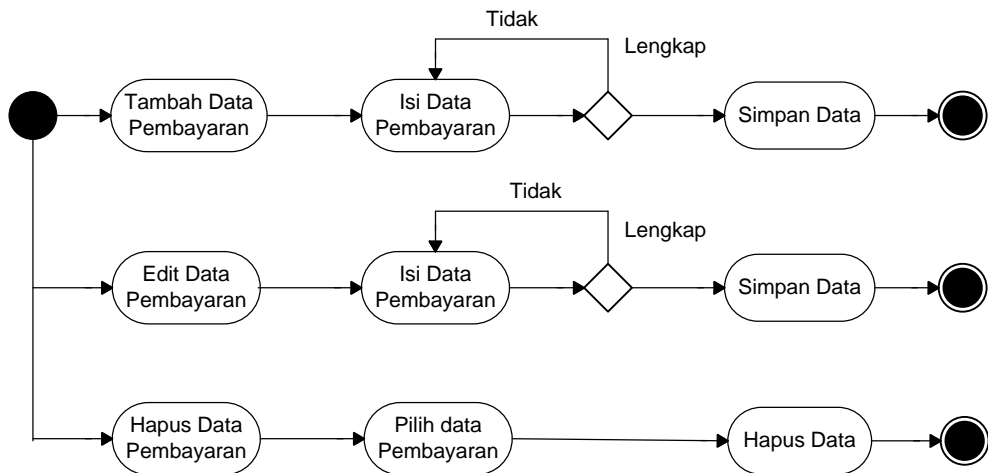 Tidak
Lengkap
Tambah Data
Pembayaran
Isi Data
Pembayaran
Simpan Data
Tidak
Lengkap
Edit Data
Pembayaran
Isi Data
Pembayaran
Simpan Data
Hapus Data
Pembayaran
Pilih data
Pembayaran
Hapus Data